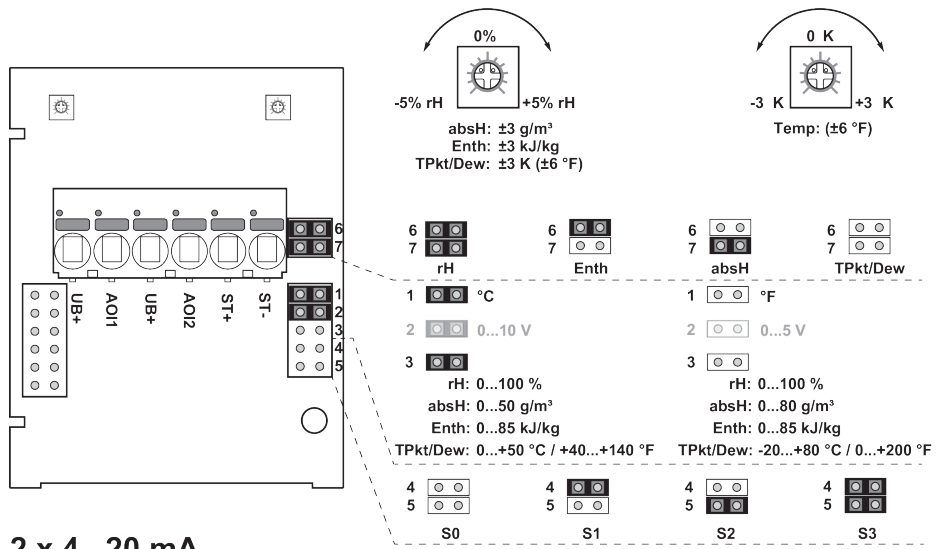 0%
-5% rH +5% rH
absH: ±3 g/m³
Enth: ±3 kJ/kg
TPkt/Dew: ±3 K (±6 °F)
0 K
-3 K +3 K
Temp: (±6 °F)
6
7
UB+ AOI1 UB+ AOI2 ST+ ST-
1
2
3
4
5
6 6 6 6
7 7 7 7
rH Enth absH TPkt/Dew
1 °C 1 °F
2 0...10 V 2 0...5 V
3 3
rH: 0...100 % rH: 0...100 %
absH: 0...50 g/m³ absH: 0...80 g/m³
Enth: 0...85 kJ/kg Enth: 0...85 kJ/kg
TPkt/Dew: 0...+50 °C / +40...+140 °F TPkt/Dew: -20...+80 °C / 0...+200 °F
4 4 4 4
5 5 5 5
S0 S1 S2 S3
2 x 4...20 mA